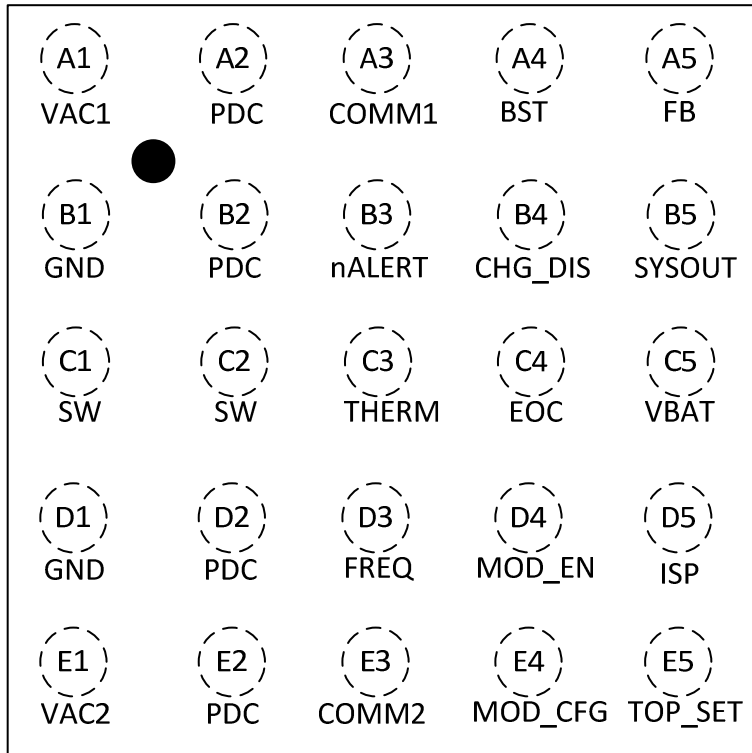 A1 A2 A3 A4 A5
VAC1 PDC COMM1 BST FB
B1 B2 B3 B4 B5
GND PDC nALERT CHG_DIS SYSOUT
C1 C2 C3 C4 C5
SW SW THERM EOC VBAT
D1 D2 D3 D4 D5
GND PDC FREQ MOD_EN ISP
E1 E2 E3 E4 E5
VAC2 PDC COMM2 MOD_CFG TOP_SET